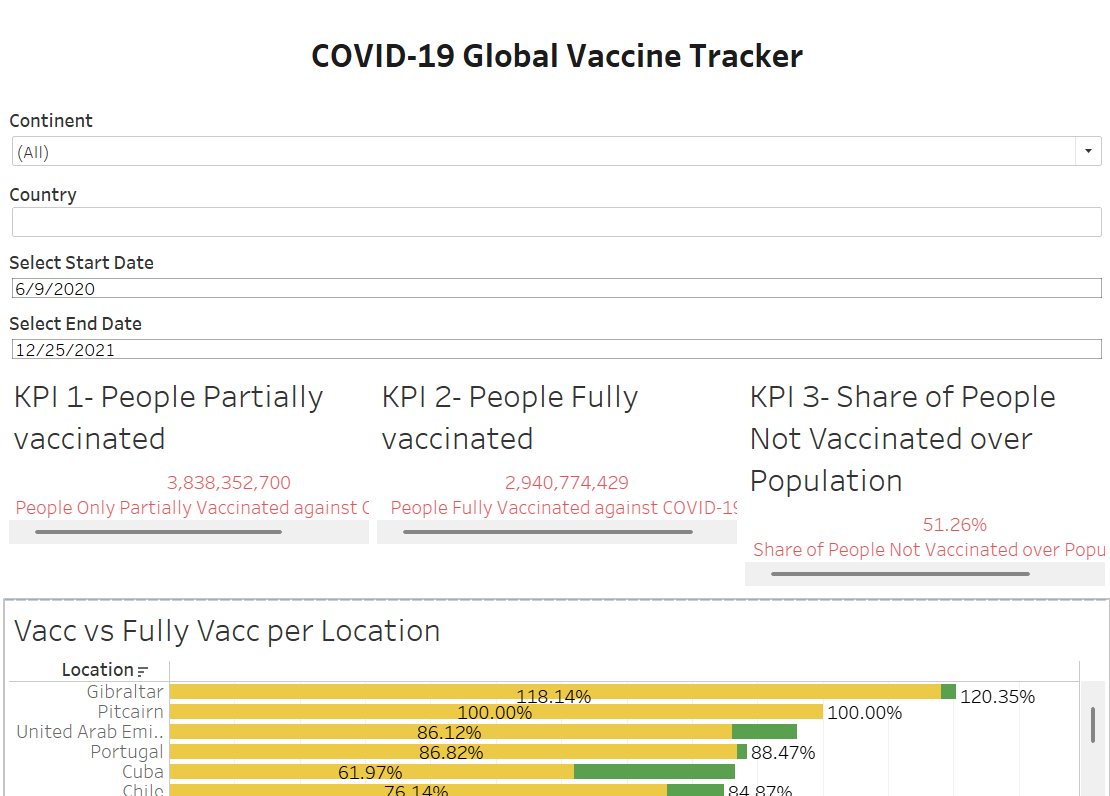 COVID-19 Global Vaccine Tracker
Continent
(All)
Country
Select Start Date
6/9/2020
Select End Date
12/25/2021
KPI 1- People Partially
vaccinated
3,838,352,700
People Only Partially Vaccinated against C
KPI 2- People Fully
vaccinated
2,940,774,429
People Fully Vaccinated against COVID-19
KPI 3- Share of People
Not Vaccinated over
Population
51.26%
Share of People Not Vaccinated over Popu
Vacc vs Fully Vacc per Location
Location
Gibraltar 118.14% 120.35%
Pitcairn 100.00% 100.00%
United Arab Emi.. 86.12%
Portugal 86.82% 88.47%
Cuba 61.97%
Chile 76.14% 84.87%